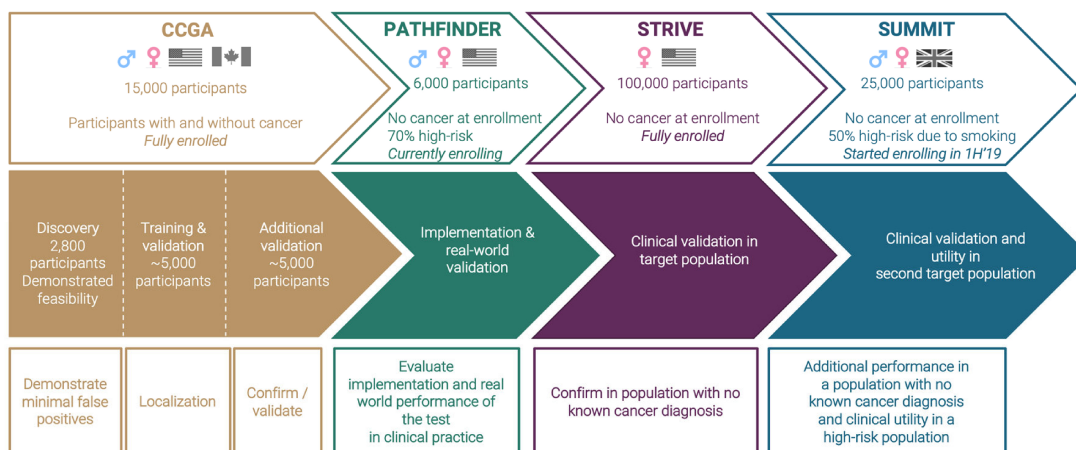 CCGA
15,000 participants
Participants with and without cancer
Fully enrolled
PATHFINDER
6,000 participants
No cancer at enrollment
70% high-risk
Currently enrolling
STRIVE
100,000 participants
No cancer at enrollment
Fully enrolled
SUMMIT
25,000 participants
No cancer at enrollment
50% high-risk due to smoking
Started enrolling in 1H'19
Discovery
2,800
participants
Demonstrated
feasibility
Training &
validation
~5,000
participants
Additional
validation
~5,000
participants
Implementation &
real-world
validation
Clinical validation in
target population
Clinical validation and
utility in
second target population
Demonstrate
minimal false
positives
Localization
Confirm /
validate
Evaluate
implementation and real
world performance of
the test
in clinical practice
Confirm in population with no
known cancer diagnosis
Additional performance in
a population with no
known cancer diagnosis
and clinical utility in a
high-risk population